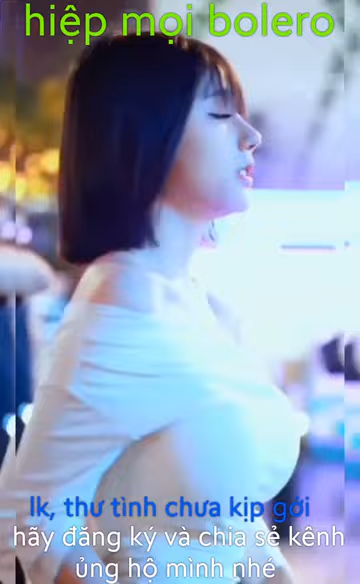 hiệp mọi bolero
lk, thư tình chưa kịp gới
hãy đăng ký và chia sẻ kênh
ủng hộ mình nhé